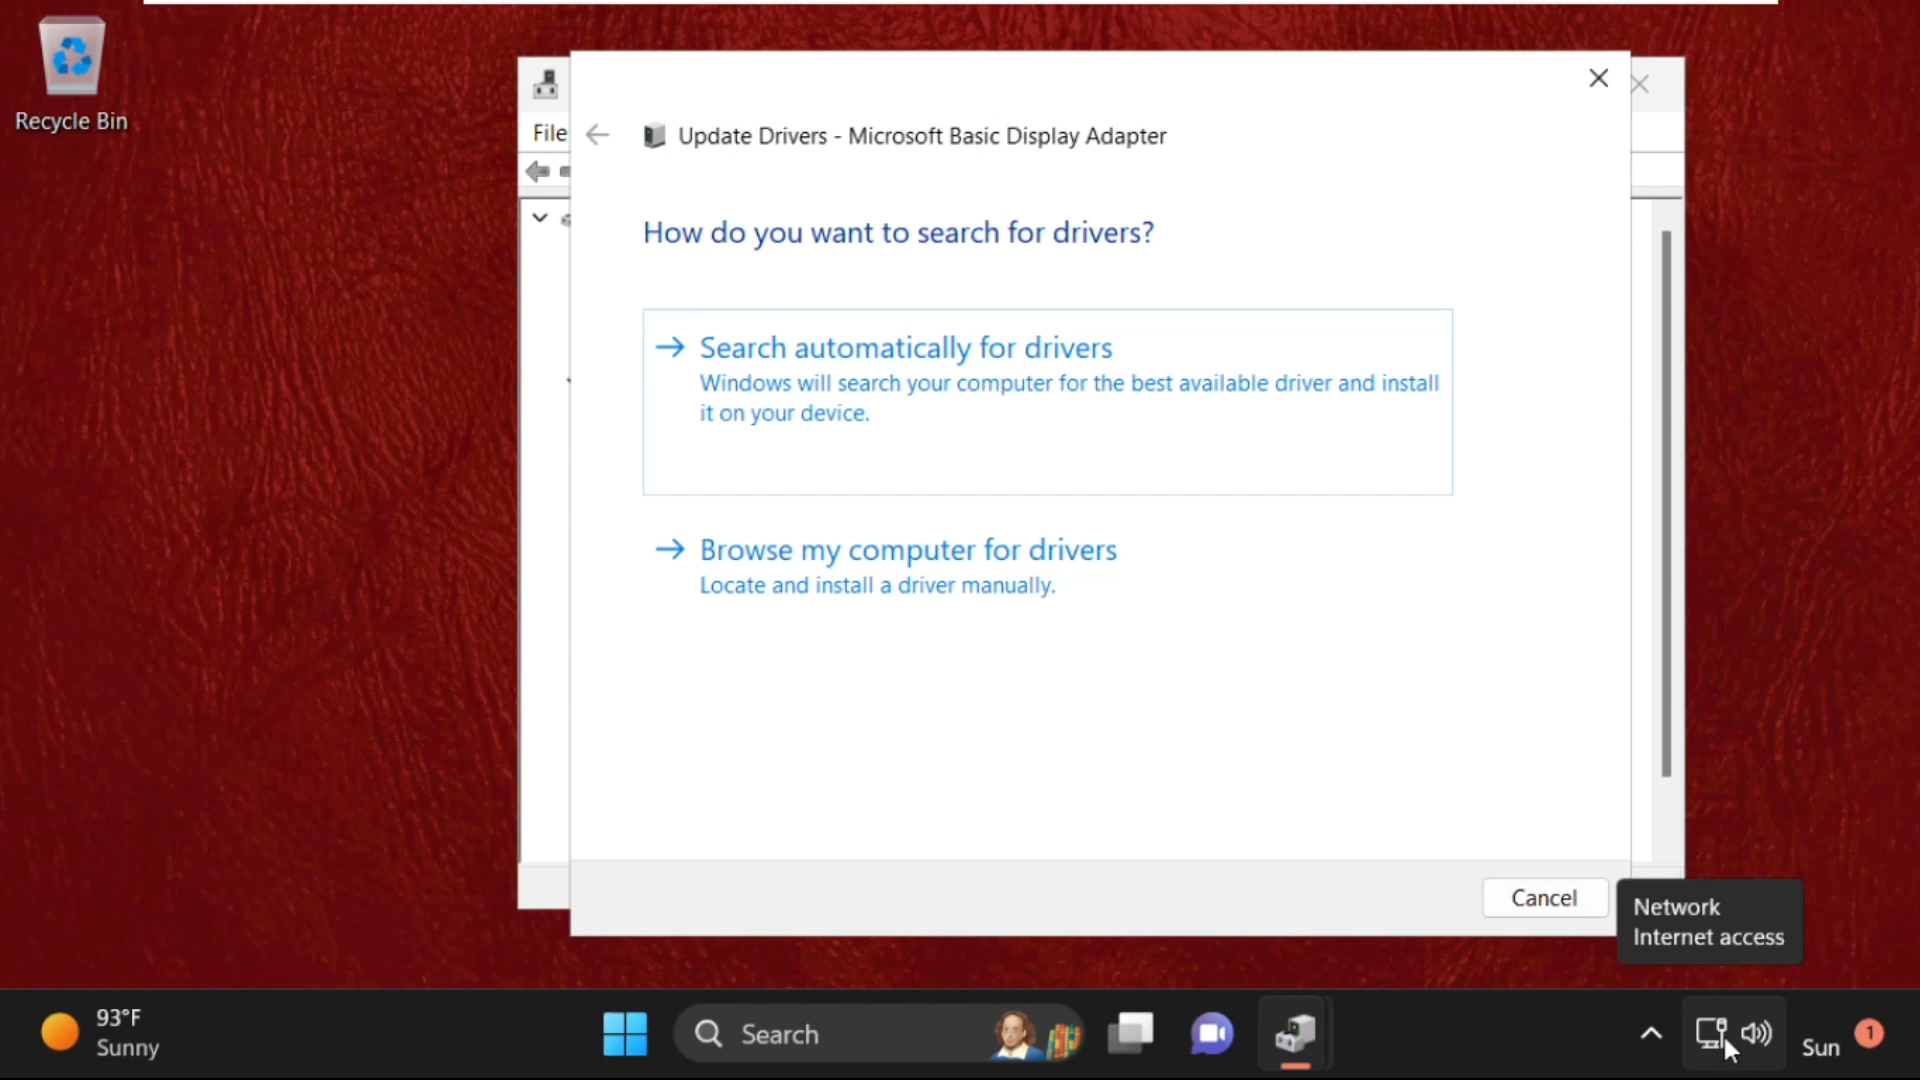 Recycle Bin
File
Update Drivers - Microsoft Basic Display Adapter
How do you want to search for drivers?
Search automatically for drivers
Windows will search your computer for the best available driver and install
it on your device.
Browse my computer for drivers
Locate and install a driver manually.
Cancel
Network
Internet access
93°F
Sunny
Search
Sun
1